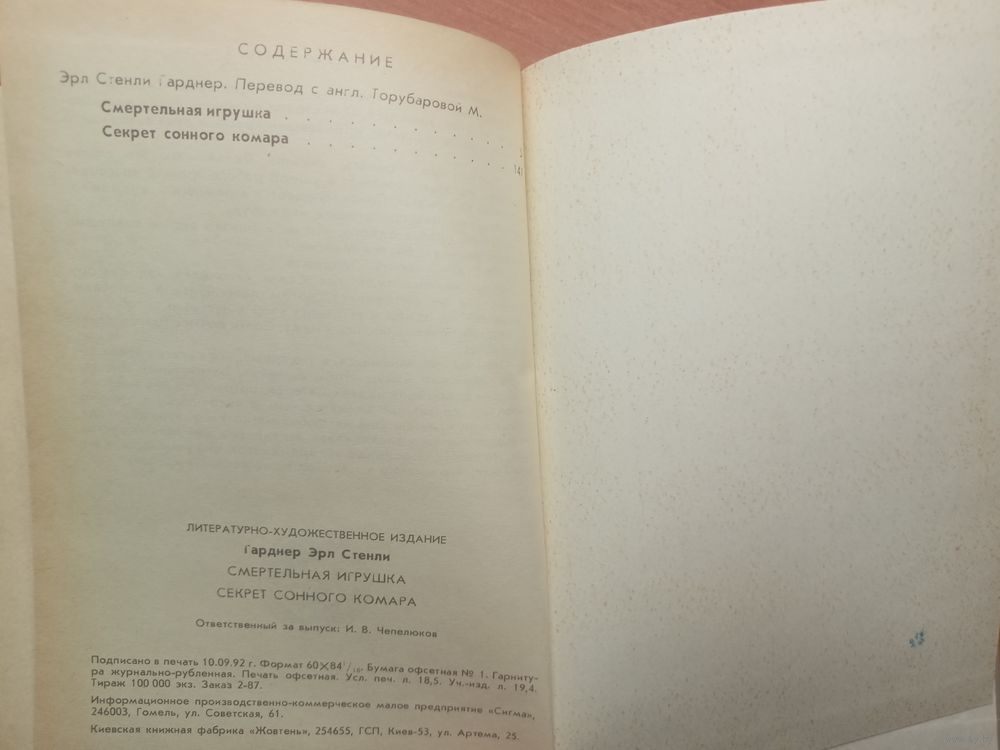 СОДЕРЖАНИЕ
Эрл Стенли Гарднер. Перевод с англ. Торубаровой М.
Смертельная игрушка . . . . . . . . . 5
Секрет сонного комара . . . . . . . . 141
ЛИТЕРАТУРНО-ХУДОЖЕСТВЕННОЕ ИЗДАНИЕ
Гарднер Эрл Стенли
СМЕРТЕЛЬНАЯ ИГРУШКА
СЕКРЕТ СОННОГО КОМАРА
Ответственный за выпуск: И. В. Чепелюков
Подписано в печать 10.09.92 г. Формат 60×84 1/16. Бумага офсетная № 1. Гарниту-
ра журнально-рубленная. Печать офсетная. Усл. печ. л. 18,5. Уч.-изд. л. 19,4.
Тираж 100 000 экз. Заказ 2-87.
Информационное производственно-коммерческое малое предприятие «Сигма»,
246003, Гомель, ул. Советская, 61.
Киевская книжная фабрика «Жовтень», 254655, ГСП, Киев-53, ул. Артема, 25.